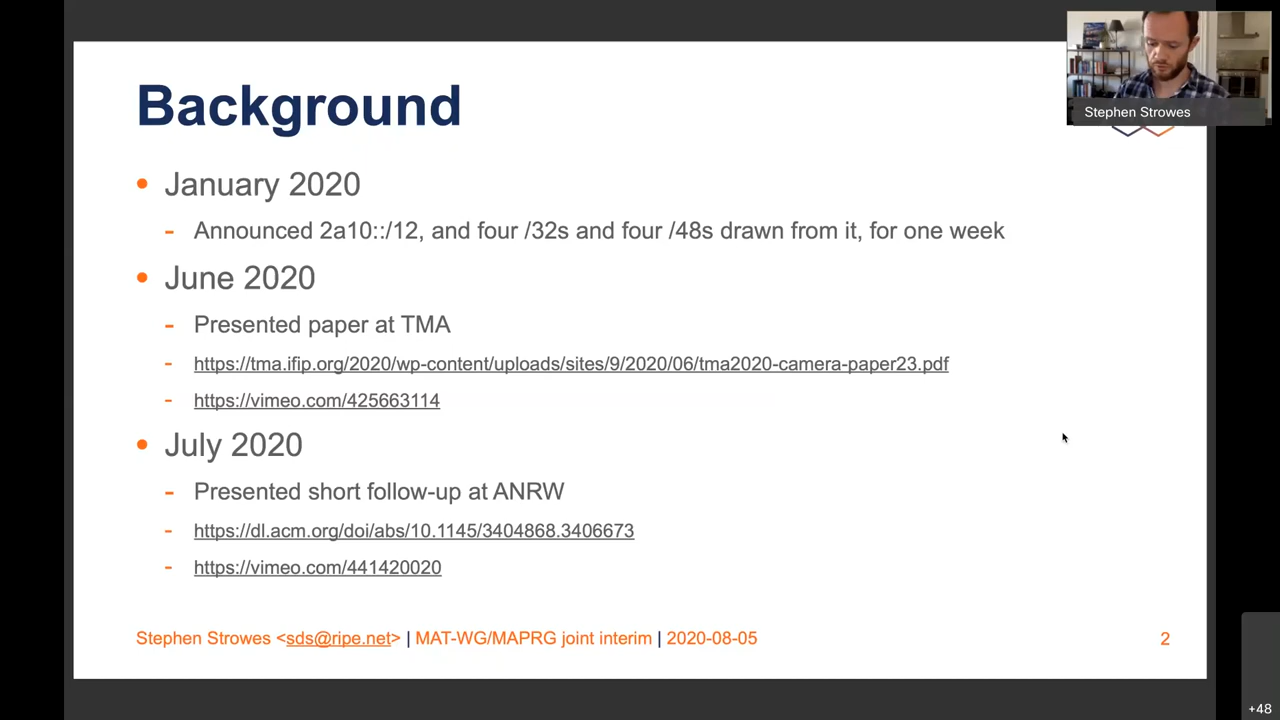 Background
Stephen Strowes
• January 2020
- Announced 2a10::/12, and four /32s and four /48s drawn from it, for one week
• June 2020
- Presented paper at TMA
- https://tma.ifip.org/2020/wp-content/uploads/sites/9/2020/06/tma2020-camera-paper23.pdf
- https://vimeo.com/425663114
• July 2020
- Presented short follow-up at ANRW
- https://dl.acm.org/doi/abs/10.1145/3404868.3406673
- https://vimeo.com/441420020
Stephen Strowes <sds@ripe.net> | MAT-WG/MAPRG joint interim | 2020-08-05
2
+48